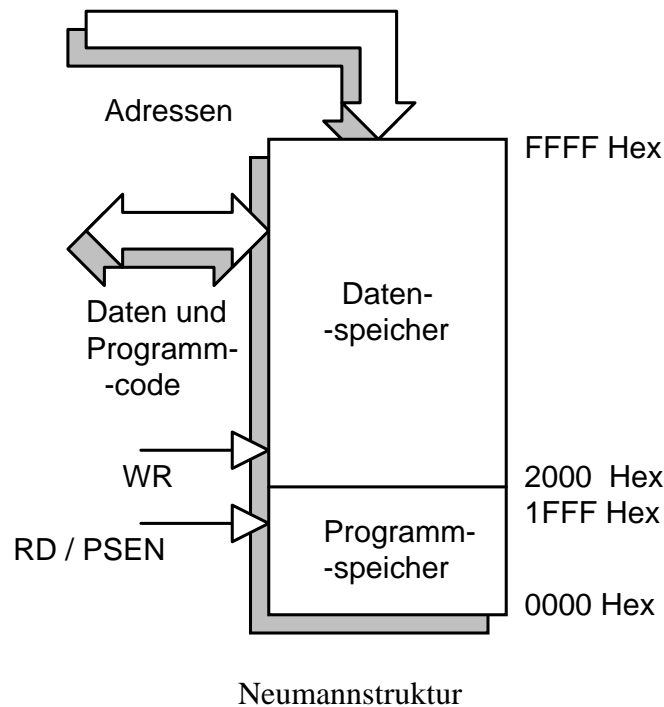 Adressen
FFFF Hex
Daten-
-speicher
Daten und
Programm-
-code
WR
2000 Hex
1FFF Hex
RD / PSEN
Programm-
-speicher
0000 Hex
Neumannstruktur